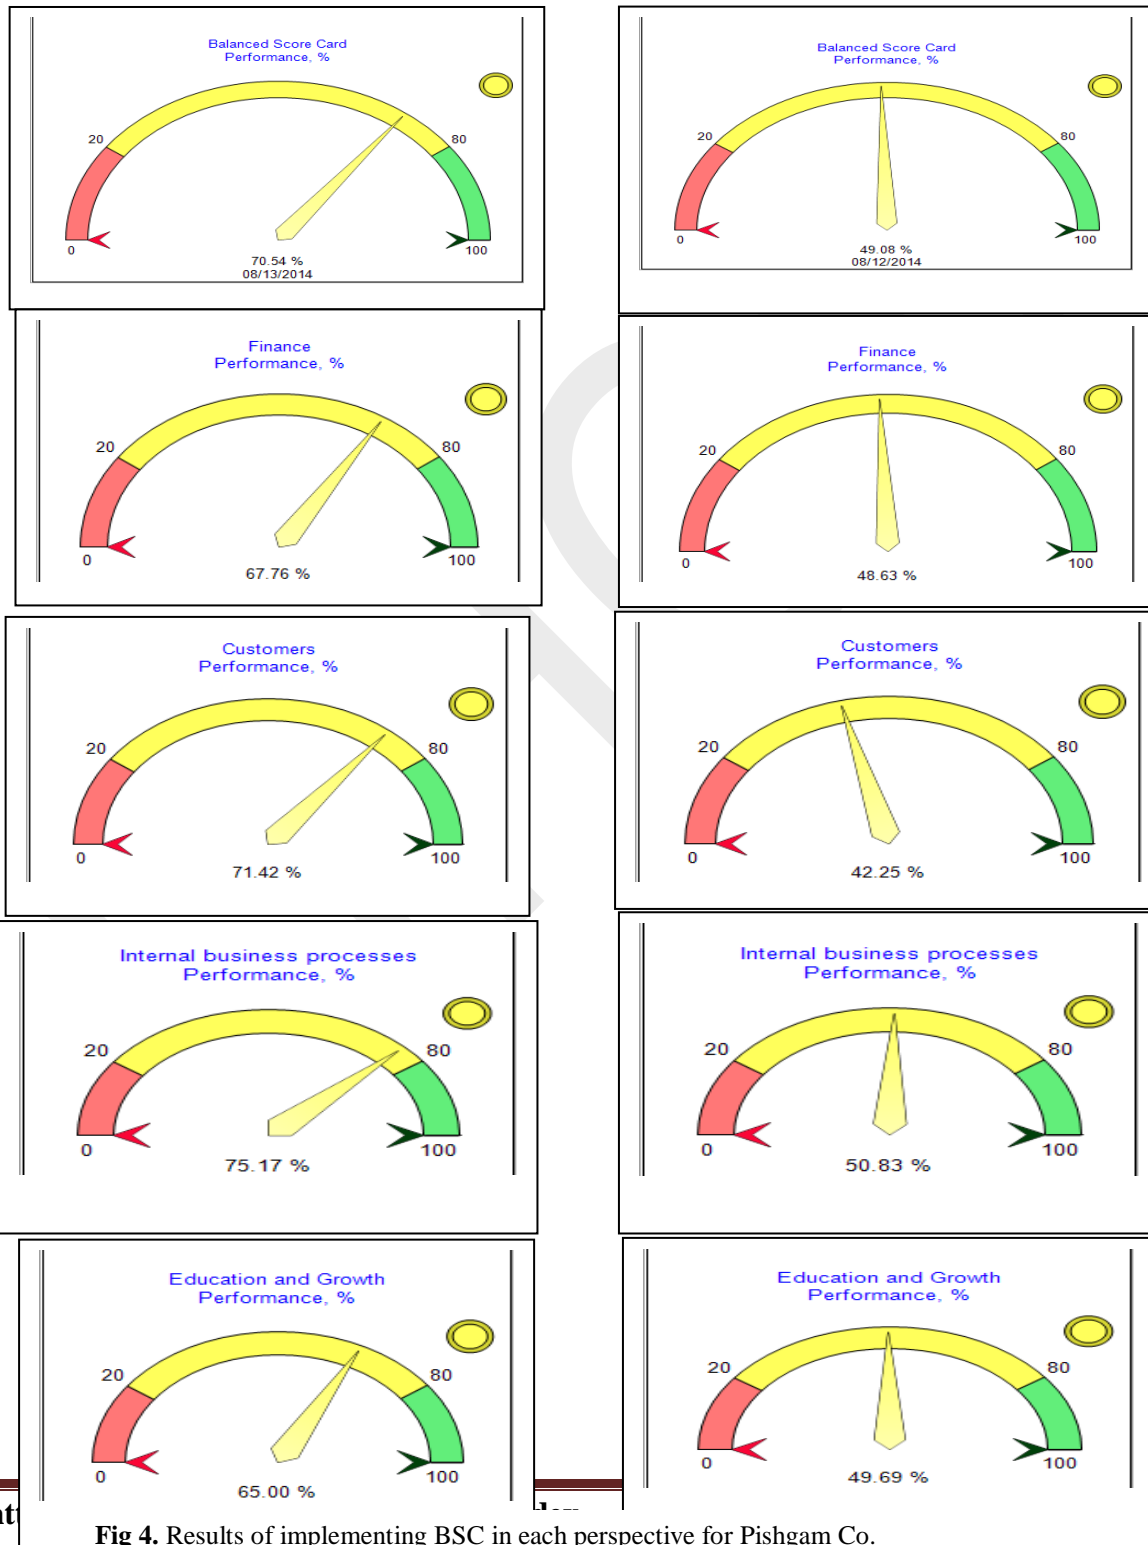 Balanced Score Card
Performance, %
20
80
0
100
70.54 %
08/13/2014
Balanced Score Card
Performance, %
20
80
0
100
49.08 %
08/12/2014
Finance
Performance, %
20
80
0
100
67.76 %
Finance
Performance, %
20
80
0
100
48.63 %
Customers
Performance, %
20
80
0
100
71.42 %
Customers
Performance, %
20
80
0
100
42.25 %
Internal business processes
Performance, %
20
80
0
100
75.17 %
Internal business processes
Performance, %
20
80
0
100
50.83 %
Education and Growth
Performance, %
20
80
0
100
65.00 %
Education and Growth
Performance, %
20
80
0
100
49.69 %
Fig 4. Results of implementing BSC in each perspective for Pishgam Co.